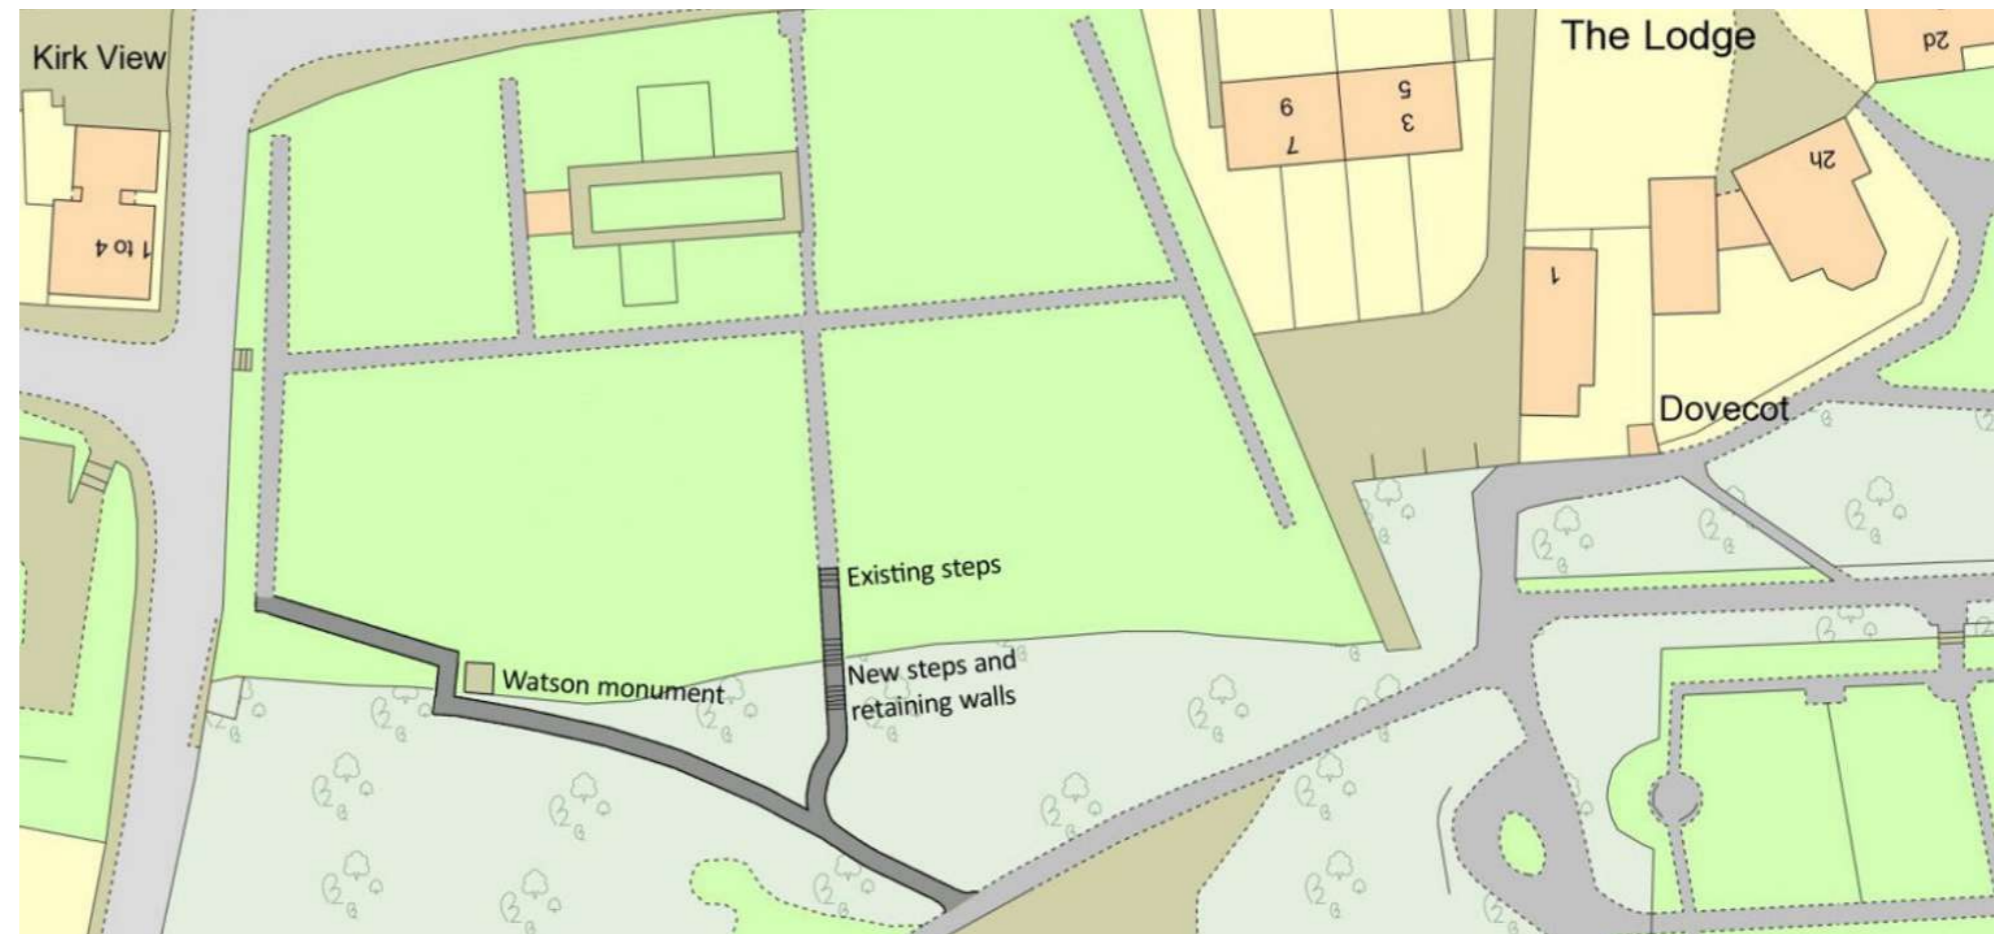 Kirk View
The Lodge
2d
9
5
7
3
2h
1 to 4
1
Dovecot
Existing steps
New steps and
retaining walls
Watson monument